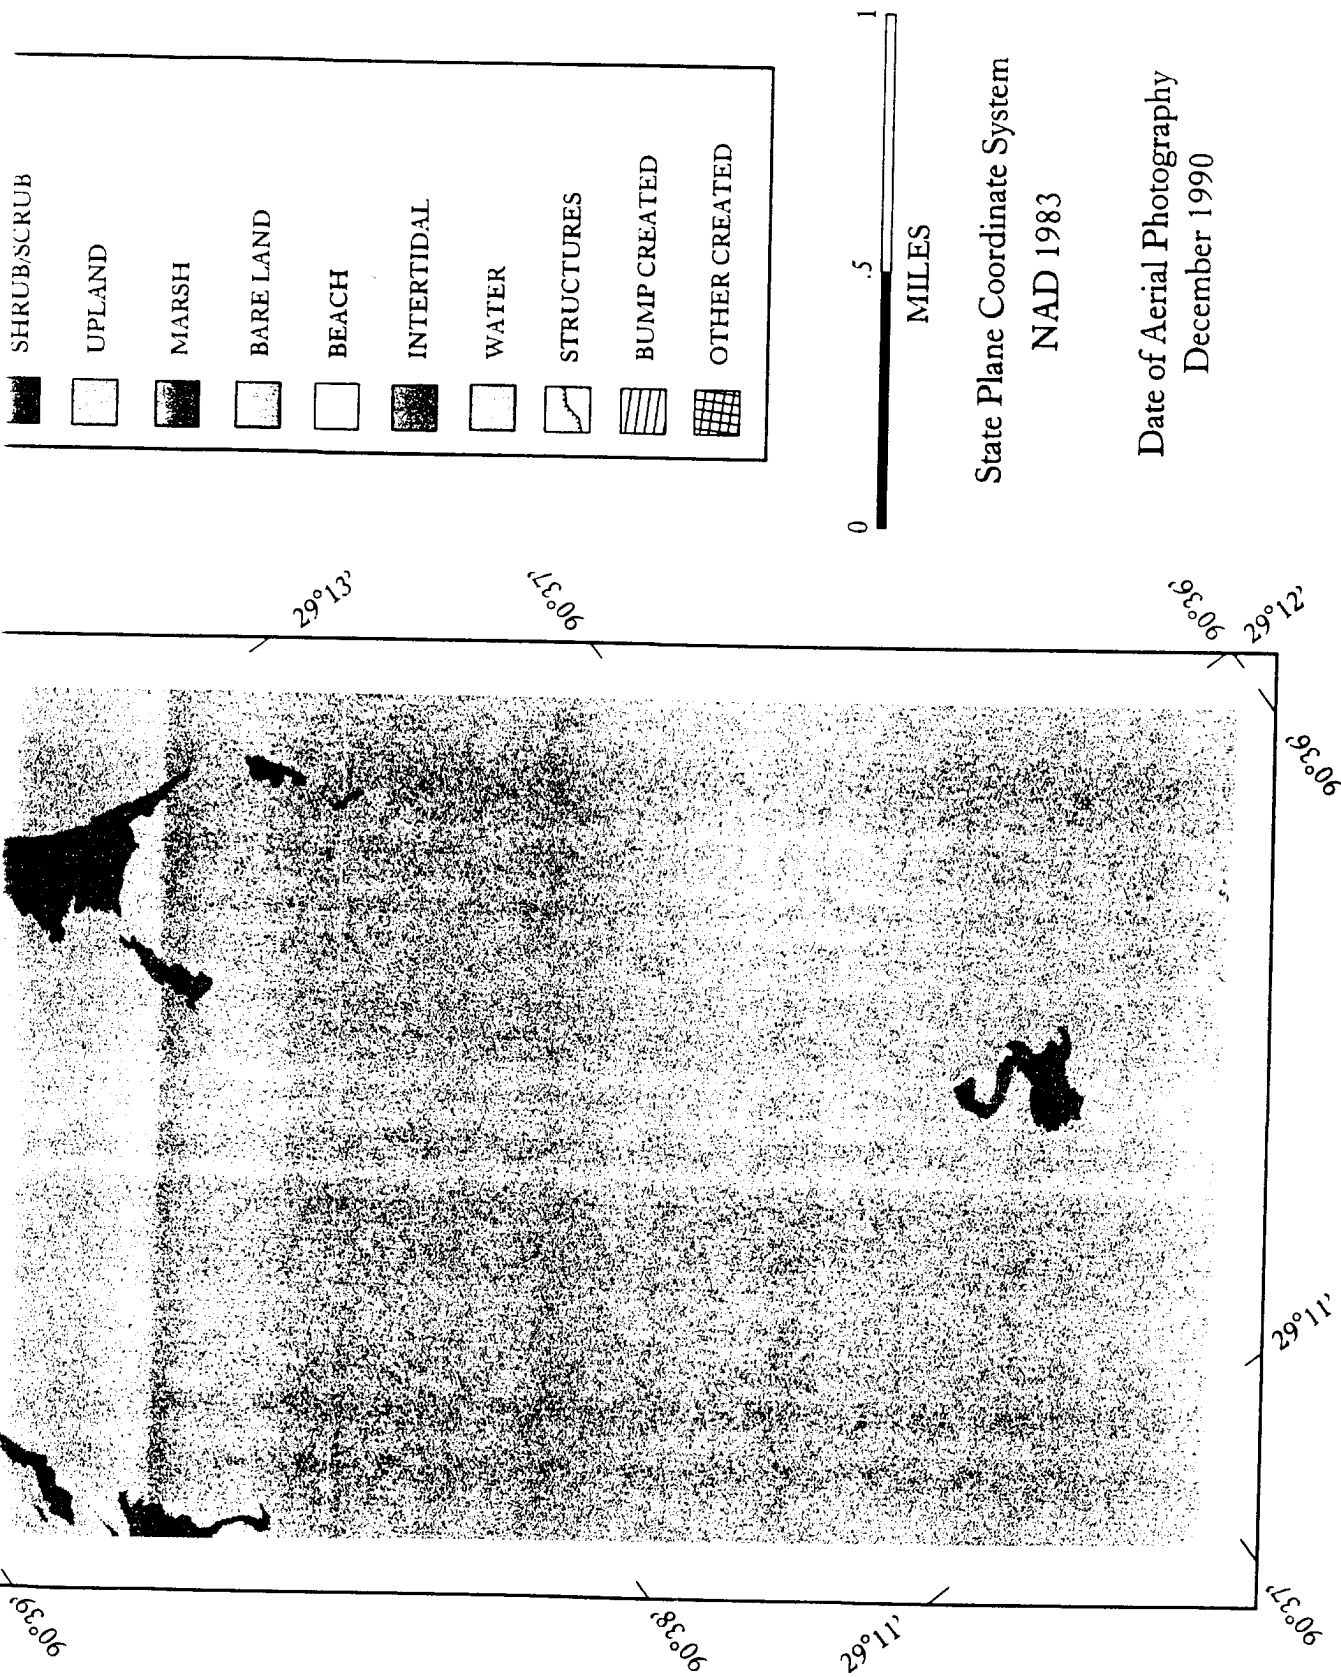 SHRUB/SCRUB
UPLAND
MARSH
BARE LAND
BEACH
INTERTIDAL
WATER
STRUCTURES
BUMP CREATED
OTHER CREATED
0 .5 1
MILES
State Plane Coordinate System
NAD 1983
Date of Aerial Photography
December 1990
29°13'
90°37'
90°36'
29°12'
90°36'
29°11'
90°37'
29°11'
90°38'
90°39'